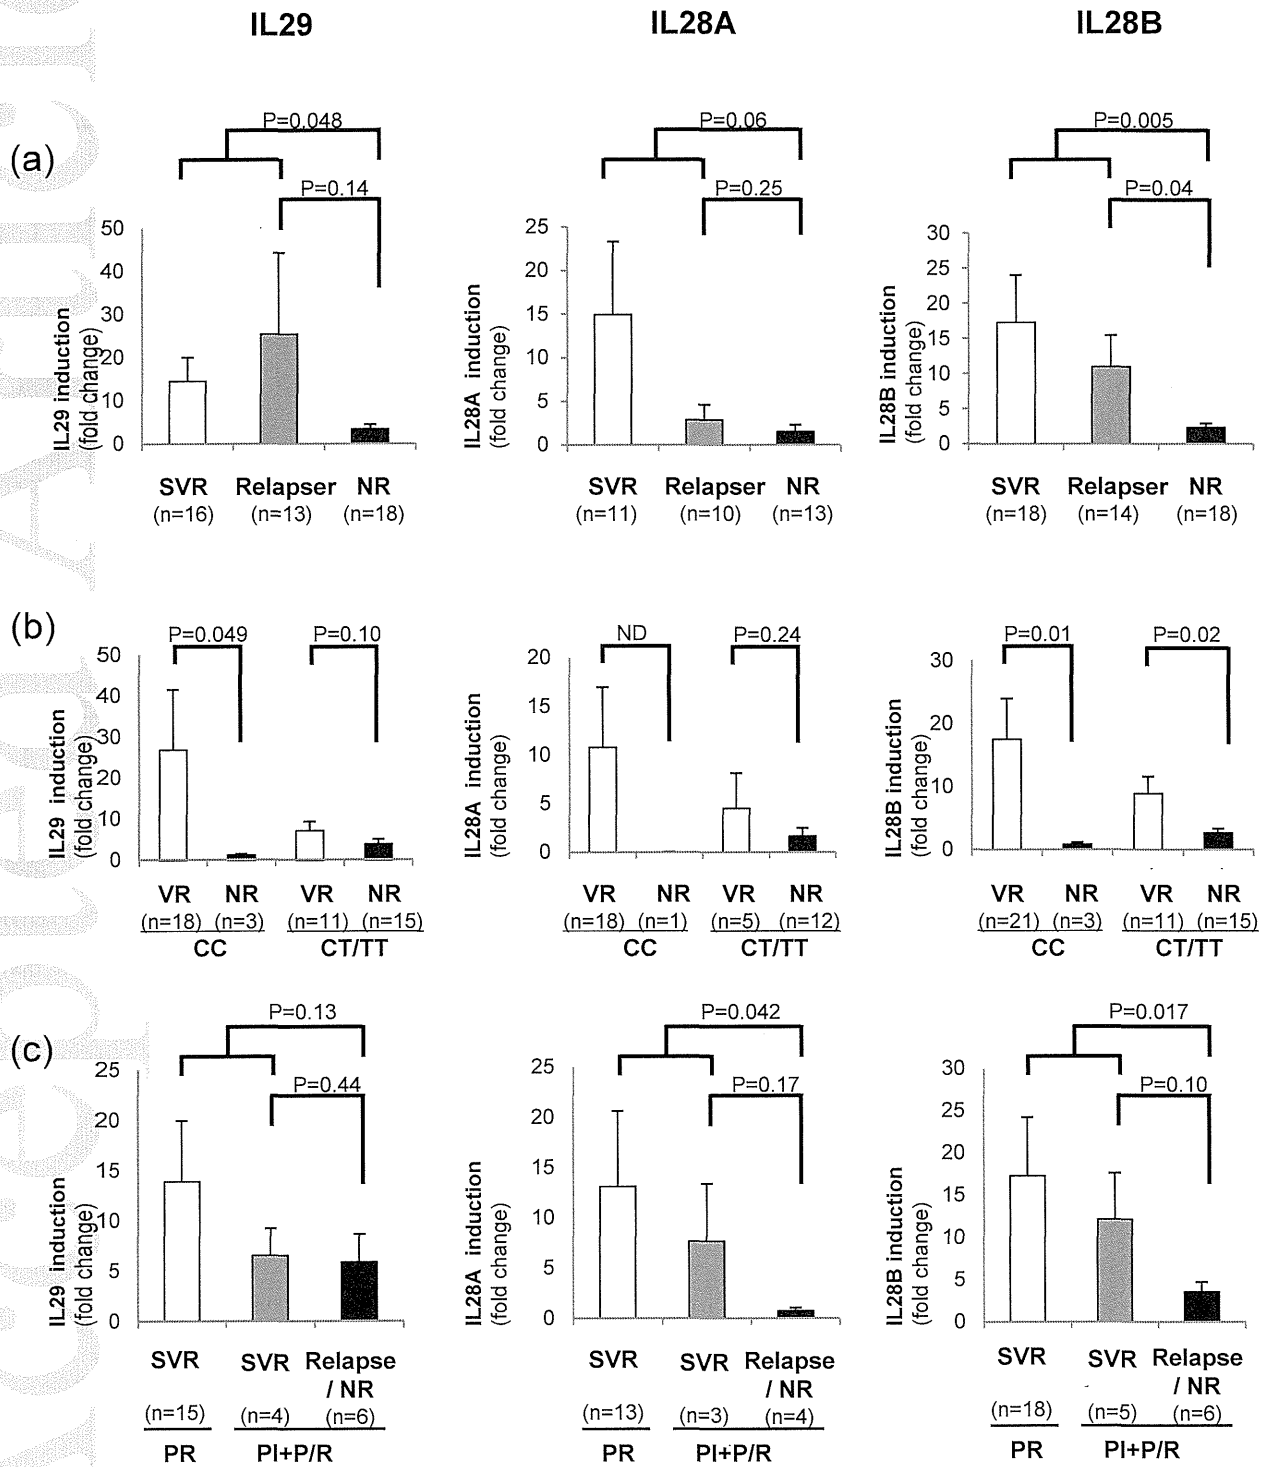 IL29 IL28A IL28B
(a)
P=0.048 P=0.06 P=0.005
P=0.14 P=0.25 P=0.04
IL29 induction
(fold change)
50
40
30
20
10
0
IL28A induction
(fold change)
25
20
15
10
5
0
IL28B induction
(fold change)
30
25
20
15
10
5
0
SVR Relapser NR SVR Relapser NR SVR Relapser NR
(n=16) (n=13) (n=18) (n=11) (n=10) (n=13) (n=18) (n=14) (n=18)
(b)
P=0.049 P=0.10 ND P=0.24 P=0.01 P=0.02
IL29 induction
(fold change)
50
40
30
20
10
0
IL28A induction
(fold change)
20
15
10
5
0
IL28B induction
(fold change)
30
20
10
0
VR NR VR NR VR NR VR NR VR NR VR NR
(n=18) (n=3) (n=11) (n=15) (n=18) (n=1) (n=5) (n=12) (n=21) (n=3) (n=11) (n=15)
CC CT/TT CC CT/TT CC CT/TT
(c)
P=0.13 P=0.042 P=0.017
P=0.44 P=0.17 P=0.10
IL29 induction
(fold change)
25
20
15
10
5
0
IL28A induction
(fold change)
25
20
15
10
5
0
IL28B induction
(fold change)
30
25
20
15
10
5
0
SVR SVR Relapse SVR SVR Relapse SVR SVR Relapse
/ NR / NR / NR
(n=15) (n=4) (n=6) (n=13) (n=3) (n=4) (n=18) (n=5) (n=6)
PR PI+P/R PR PI+P/R PR PI+P/R
Accepted Article